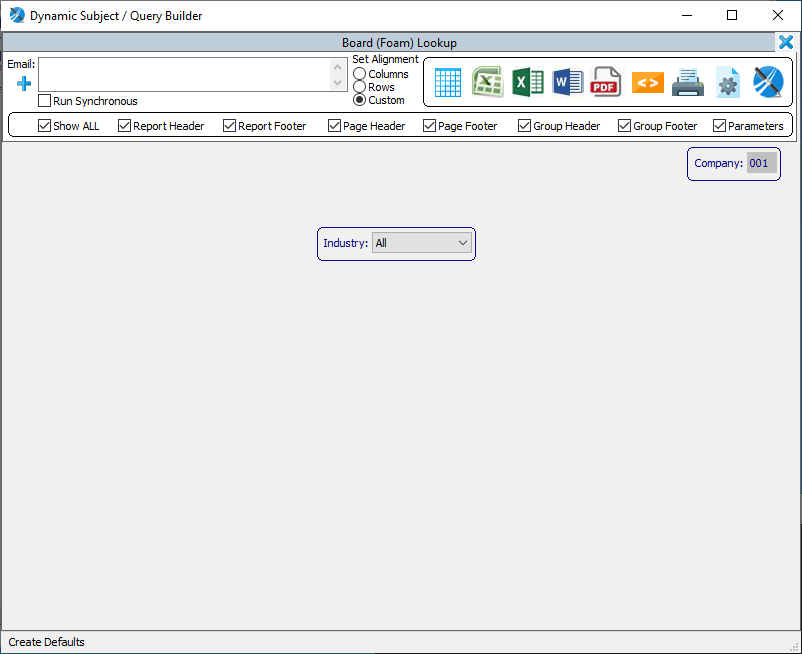 Dynamic Subject / Query Builder
Board (Foam) Lookup
Email:
Set Alignment
Columns
Rows
Custom
Run Synchronous
PDF
Show ALL Report Header Report Footer Page Header Page Footer Group Header Group Footer Parameters
Company: 001
Industry: All
Create Defaults